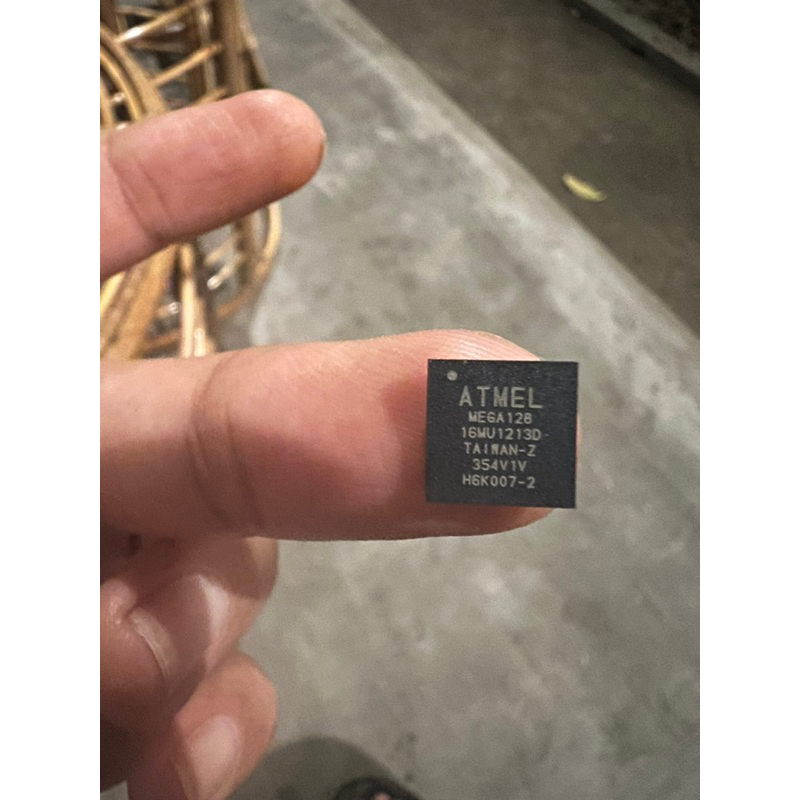 ATMEL
MEGA128
16MU1213D
TAIWAN-Z
354V1V
H6K007-2